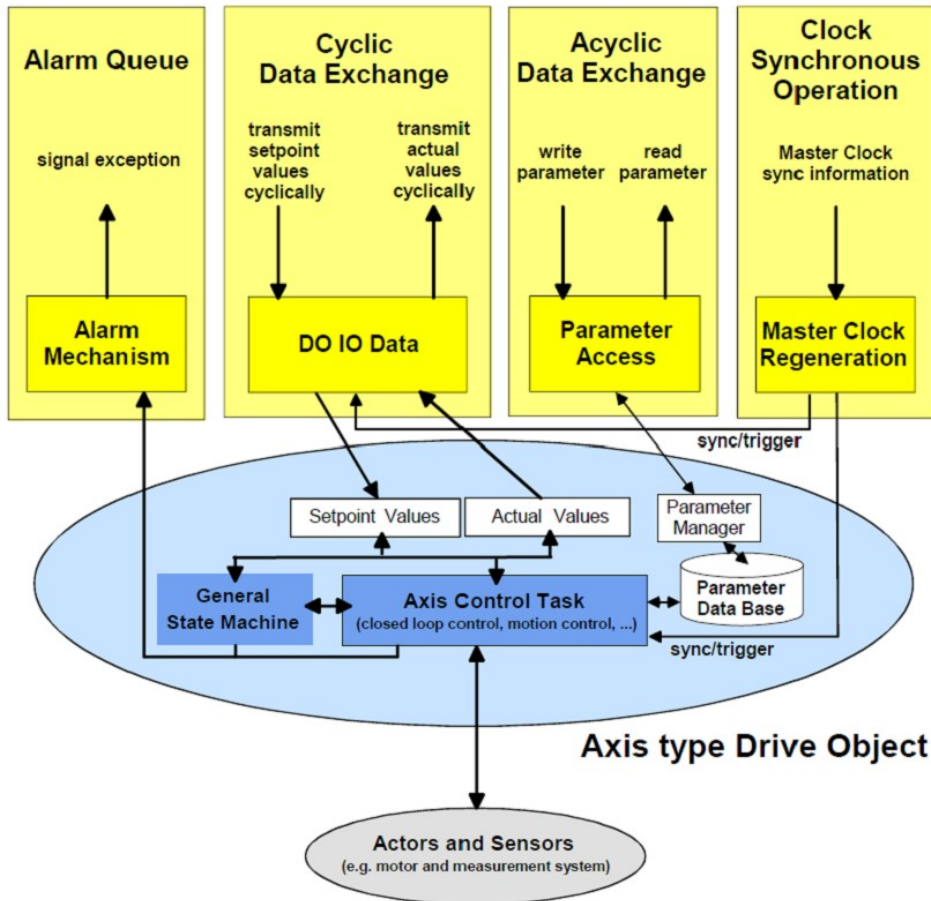 Alarm Queue
signal exception
Alarm
Mechanism
Cyclic
Data Exchange
transmit
setpoint
values
cyclically
transmit
actual
values
cyclically
DO IO Data
Acyclic
Data Exchange
write
parameter
read
parameter
Parameter
Access
Clock
Synchronous
Operation
Master Clock
sync information
Master Clock
Regeneration
sync/trigger
Setpoint Values
Actual Values
Parameter
Manager
Parameter
Data Base
General
State Machine
Axis Control Task
(closed loop control, motion control, ...)
sync/trigger
Axis type Drive Object
Actors and Sensors
(e.g. motor and measurement system)